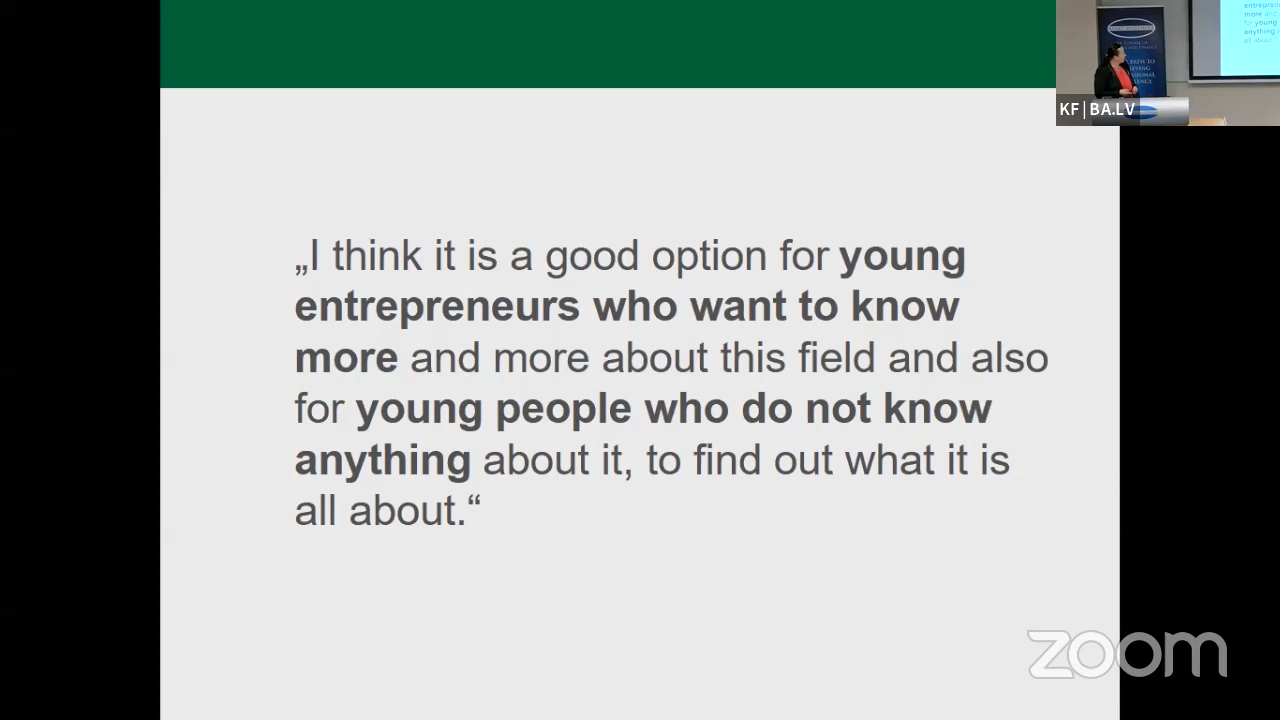 „I think it is a good option for young
entrepreneurs who want to know
more and more about this field and also
for young people who do not know
anything about it, to find out what it is
all about.“
KF|BA.LV
zoom